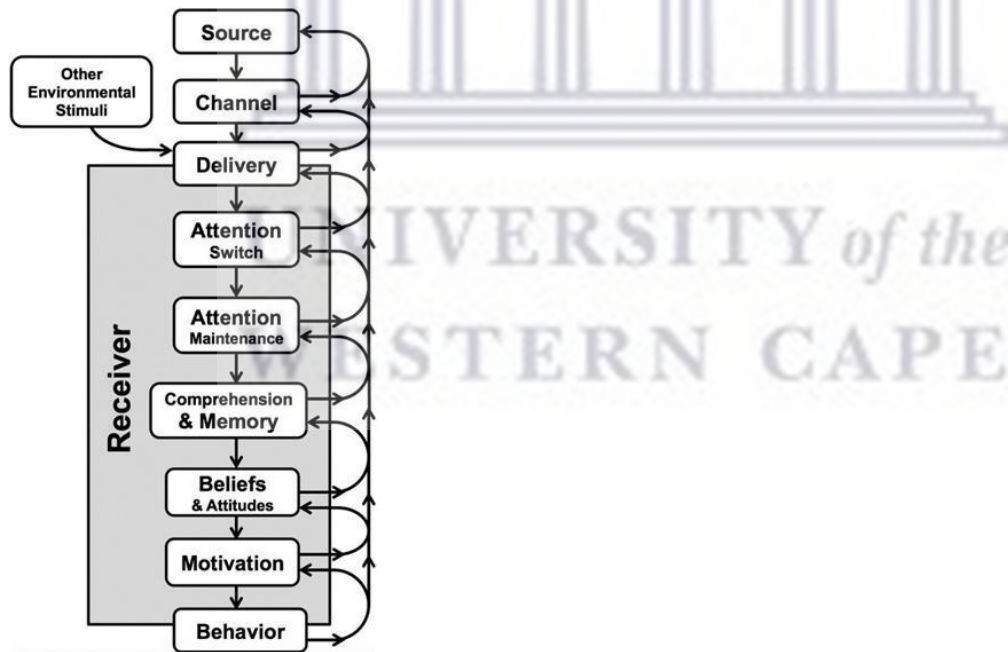 Source
Other
Environmental
Stimuli
Channel
Delivery
Attention
Switch
Attention
Maintenance
Comprehension
& Memory
Beliefs
& Attitudes
Motivation
Behavior
Receiver
UNIVERSITY of the
WESTERN CAPE